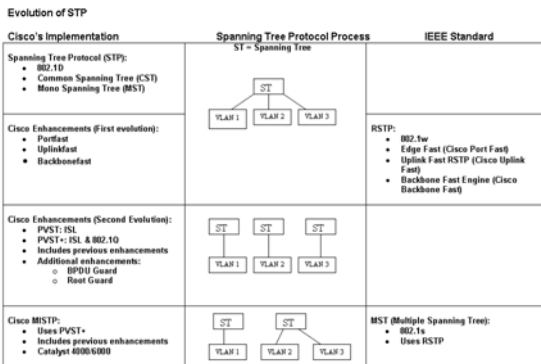 Evolution of STP
Cisco's Implementation
Spanning Tree Protocol Process
IEEE Standard
Spanning Tree Protocol (STP):
• 802.1D
• Common Spanning Tree (CST)
• Mono Spanning Tree (MST)
ST = Spanning Tree
ST
VLAN 1 VLAN 2 VLAN 3
Cisco Enhancements (First evolution):
• Portfast
• Uplinkfast
• Backbonefast
RSTP:
• 802.1w
• Edge Fast (Cisco Port Fast)
• Uplink Fast RSTP (Cisco Uplink
Fast)
• Backbone Fast Engine (Cisco
Backbone Fast)
Cisco Enhancements (Second Evolution):
• PVST: ISL
• PVST+: ISL & 802.1Q
• Includes previous enhancements
• Additional enhancements:
o BPDU Guard
o Root Guard
ST ST ST
VLAN 1 VLAN 2 VLAN 3
Cisco MISTP:
• Uses PVST+
• Includes previous enhancements
• Catalyst 4000/6000
ST ST
VLAN 1 VLAN 2 VLAN 3
MST (Multiple Spanning Tree):
• 802.1s
• Uses RSTP